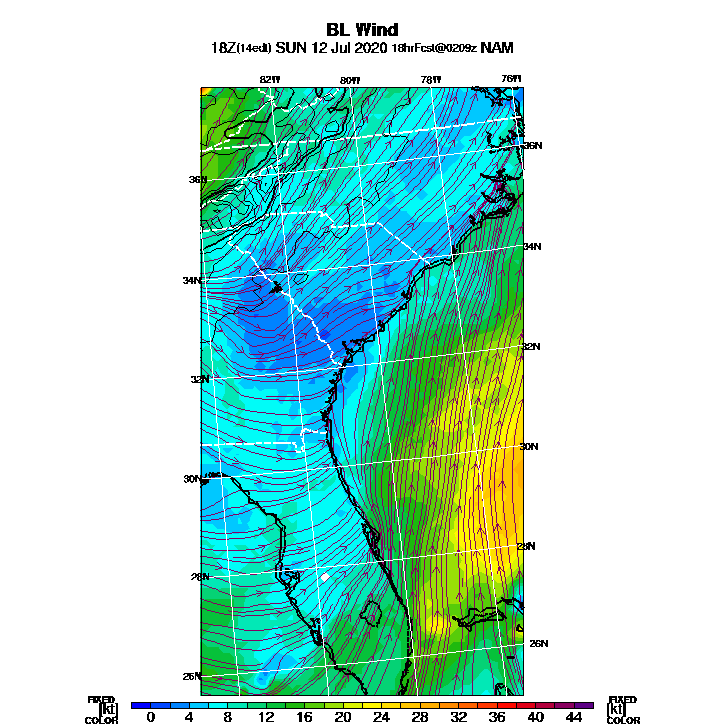 BL Wind
18Z(14edt) SUN 12 Jul 2020 18hrFcst@0209z NAM
82W 80W 78W 76W
36N
36N
34N
34N
32N
32N
30N
30N
28N
28N
26N
26N
FIXED [kt] COLOR
0 4 8 12 16 20 24 28 32 36 40 44
FIXED [kt] COLOR